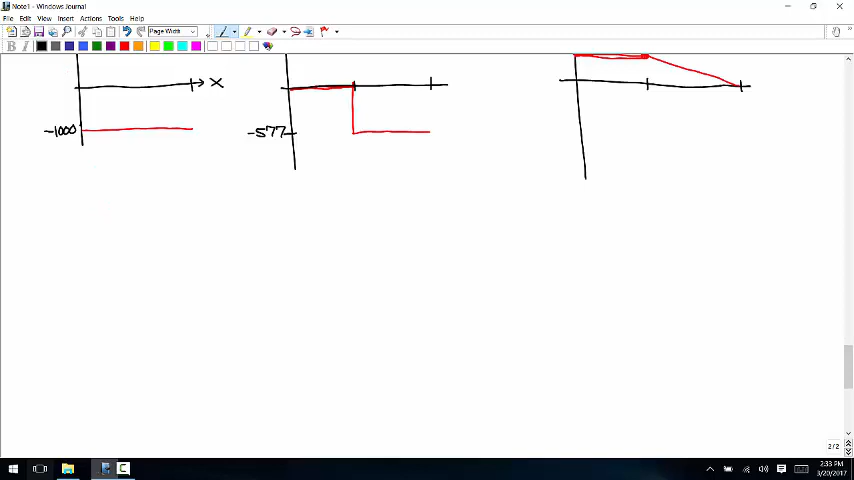 Note1 - Windows Journal
File Edit View Insert Actions Tools Help
Page Width
B I
X
-1000
-577
2/2
2:33 PM
3/20/2017